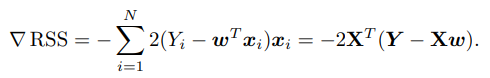 ∇ RSS = − ∑_{i=1}^{N} 2(Y_i − w^T x_i)x_i = −2X^T(Y − Xw).